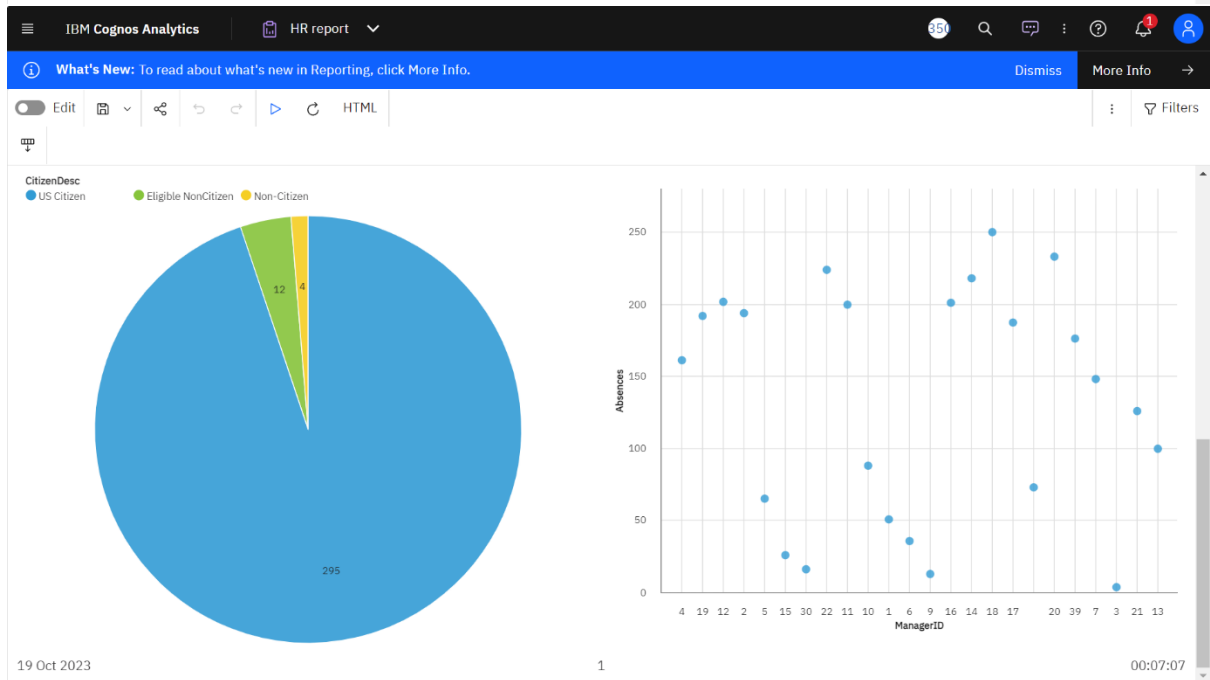 IBM Cognos Analytics
HR report
350
1
What's New: To read about what's new in Reporting, click More Info.
Dismiss
More Info
Edit
HTML
Filters
CitizenDesc
US Citizen
Eligible NonCitizen
Non-Citizen
12
4
295
250
200
150
100
50
0
Absences
4 19 12 2 5 15 30 22 11 10 1 6 9 16 14 18 17 20 39 7 3 21 13
ManagerID
19 Oct 2023
1
00:07:07